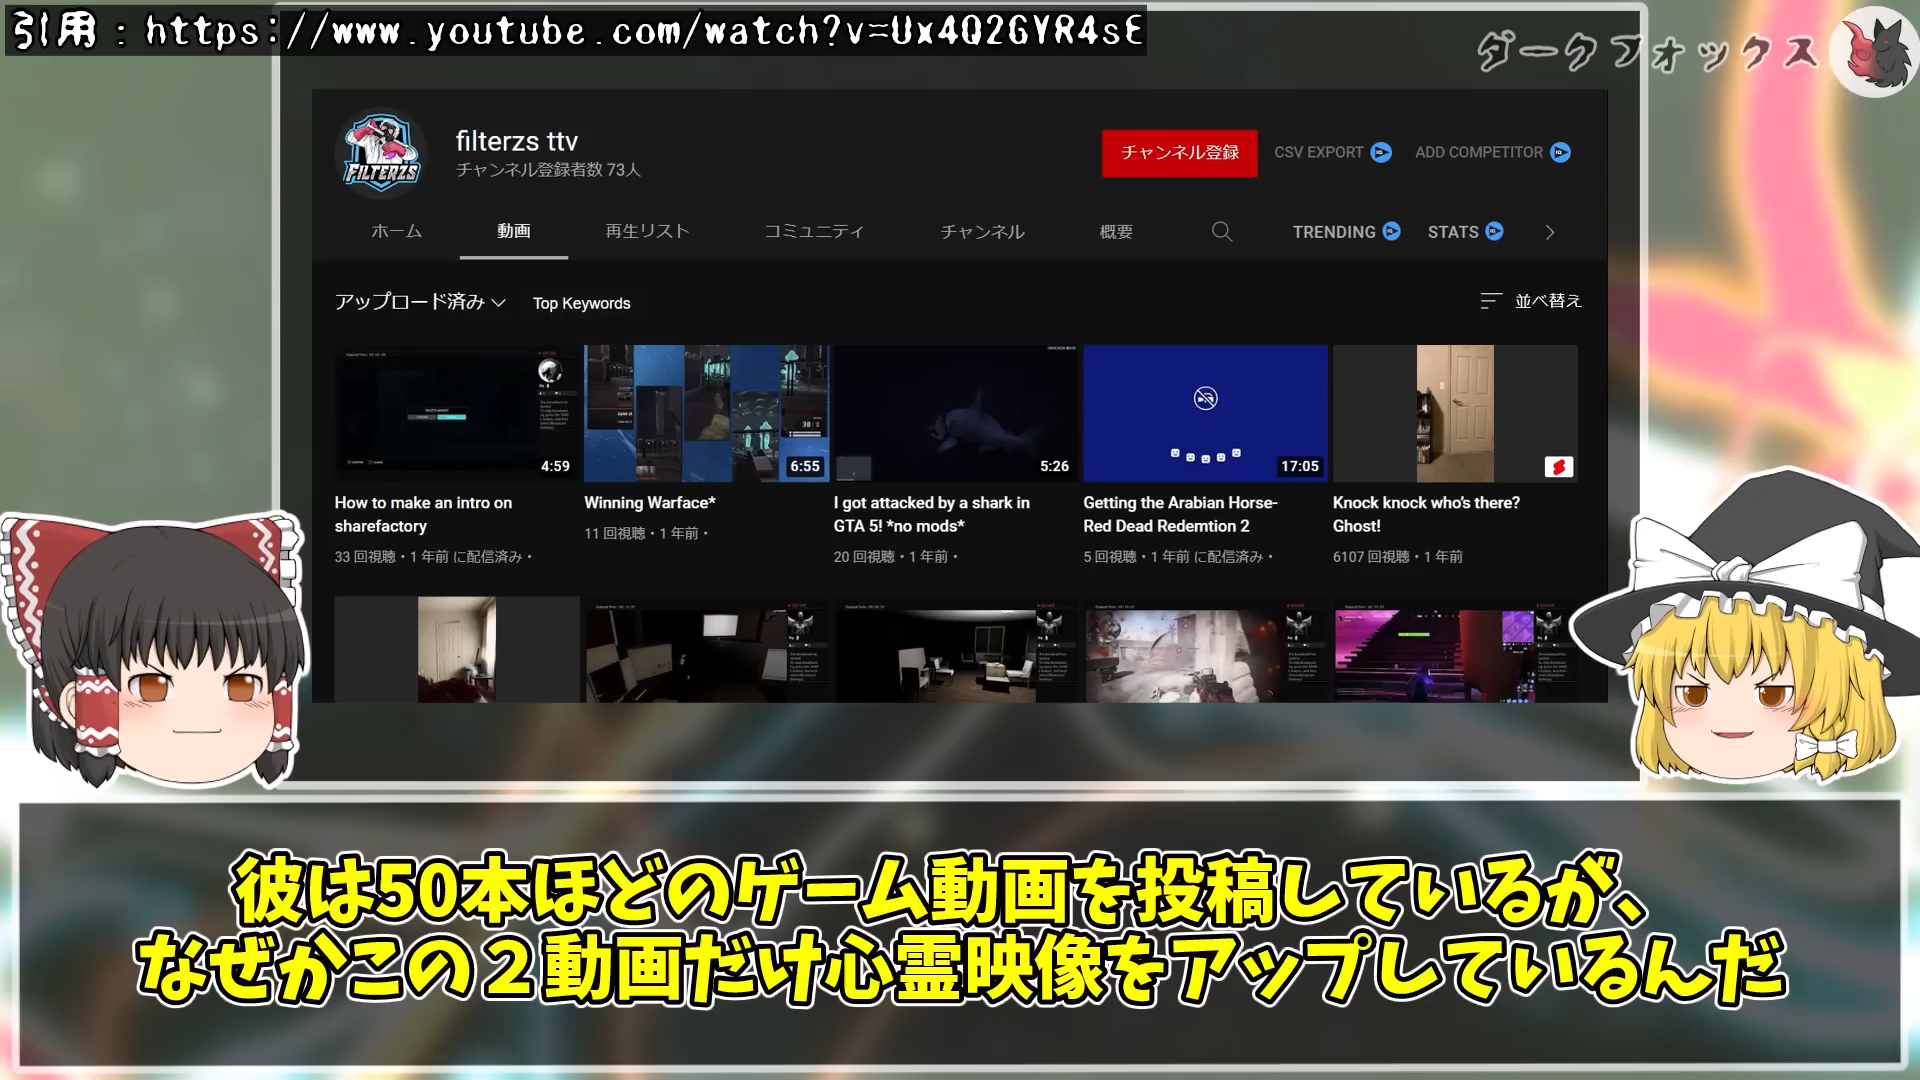 引用：https://www.youtube.com/watch?v=Ux4Q2GYR4sE
ダークフォックス
FILTERZS
filterzs ttv
チャンネル登録者数 73人
チャンネル登録
CSV EXPORT
ADD COMPETITOR
ホーム
動画
再生リスト
コミュニティ
チャンネル
概要
TRENDING
STATS
アップロード済み
Top Keywords
並べ替え
4:59
6:55
5:26
17:05
How to make an intro on
sharefactory
33 回視聴・1 年前 に配信済み・
Winning Warface*
11 回視聴・1 年前・
I got attacked by a shark in
GTA 5! *no mods*
20 回視聴・1 年前・
Getting the Arabian Horse-
Red Dead Redemtion 2
5 回視聴・1 年前 に配信済み・
Knock knock who's there?
Ghost!
6107 回視聴・1 年前
彼は50本ほどのゲーム動画を投稿しているが、
なぜかこの２動画だけ心霊映像をアップしているんだ